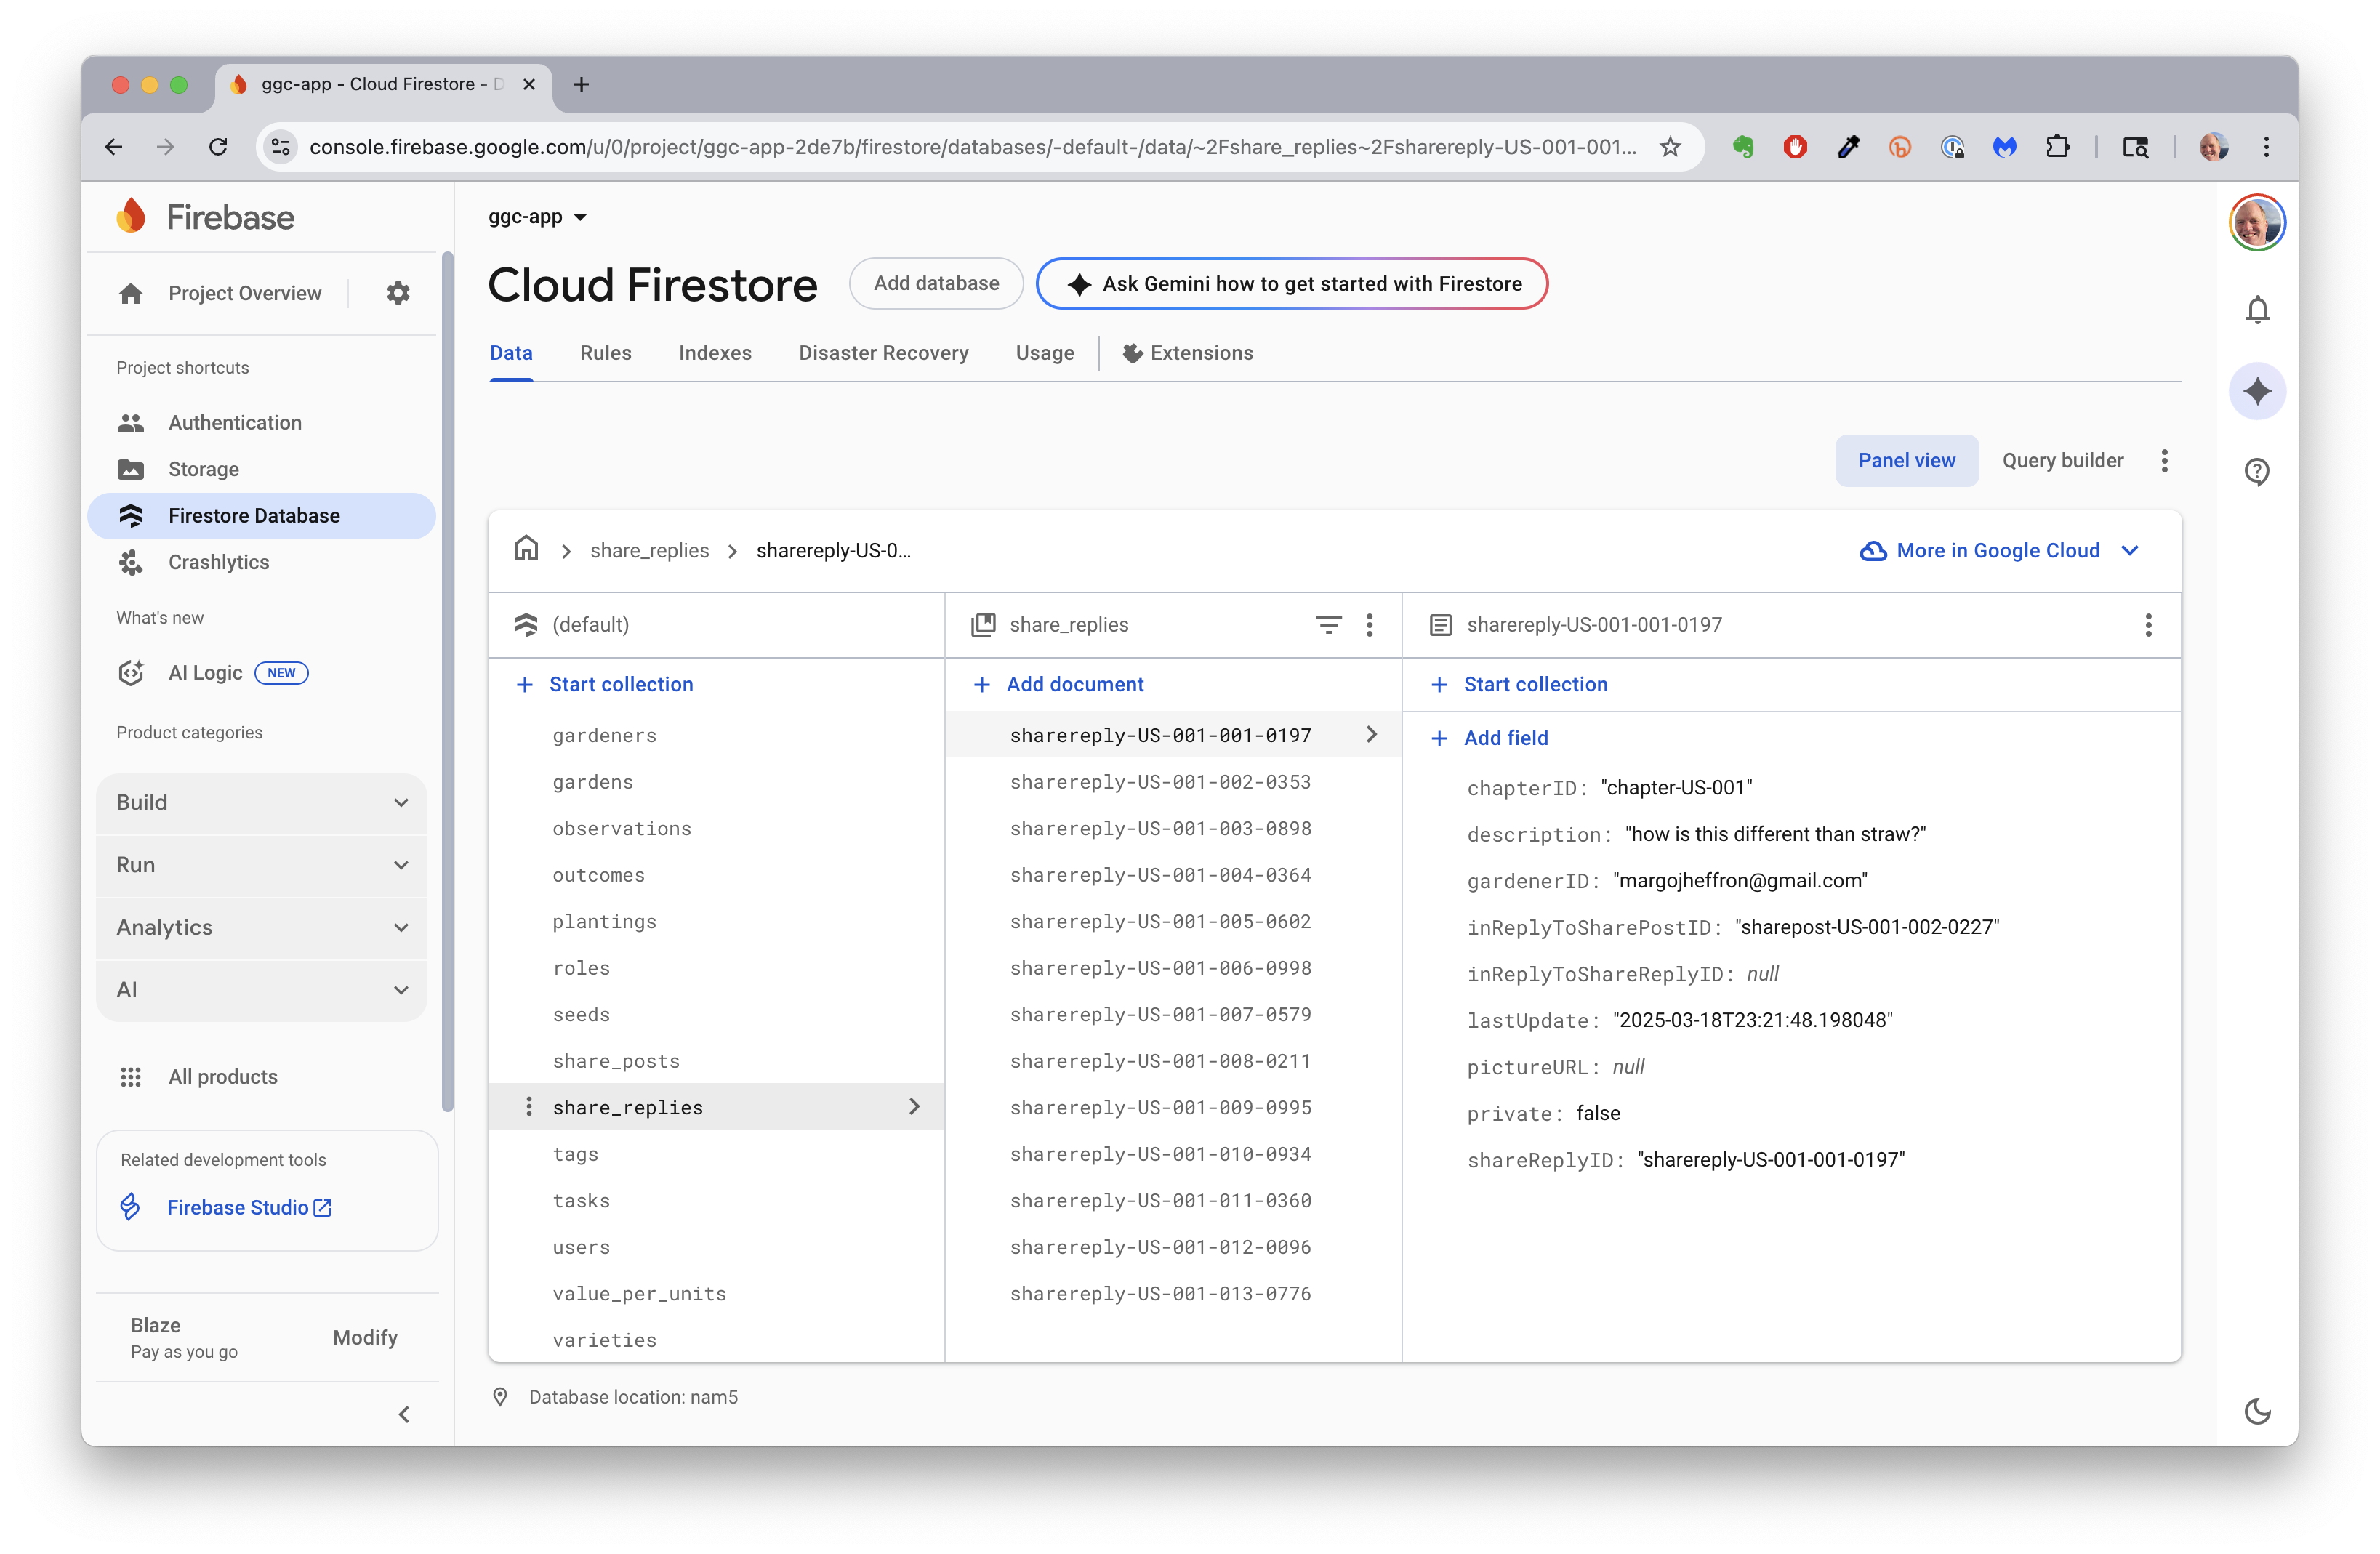 ggc-app - Cloud Firestore - D
console.firebase.google.com/u/0/project/ggc-app-2de7b/firestore/databases/-default-/data/~2Fshare_replies~2Fsharereply-US-001-001...
Firebase
Project Overview
Project shortcuts
Authentication
Storage
Firestore Database
Crashlytics
What's new
AI Logic NEW
Product categories
Build
Run
Analytics
AI
All products
Related development tools
Firebase Studio
Blaze
Pay as you go
Modify
ggc-app
Cloud Firestore
Add database
Ask Gemini how to get started with Firestore
Data Rules Indexes Disaster Recovery Usage Extensions
Panel view Query builder
share_replies sharereply-US-0...
More in Google Cloud
(default)
Start collection
gardeners
gardens
observations
outcomes
plantings
roles
seeds
share_posts
share_replies
tags
tasks
users
value_per_units
varieties
share_replies
Add document
sharereply-US-001-001-0197
sharereply-US-001-002-0353
sharereply-US-001-003-0898
sharereply-US-001-004-0364
sharereply-US-001-005-0602
sharereply-US-001-006-0998
sharereply-US-001-007-0579
sharereply-US-001-008-0211
sharereply-US-001-009-0995
sharereply-US-001-010-0934
sharereply-US-001-011-0360
sharereply-US-001-012-0096
sharereply-US-001-013-0776
sharereply-US-001-001-0197
Start collection
Add field
chapterID: "chapter-US-001"
description: "how is this different than straw?"
gardenerID: "margojheffron@gmail.com"
inReplyToSharePostID: "sharepost-US-001-002-0227"
inReplyToShareReplyID: null
lastUpdate: "2025-03-18T23:21:48.198048"
pictureURL: null
private: false
shareReplyID: "sharereply-US-001-001-0197"
Database location: nam5